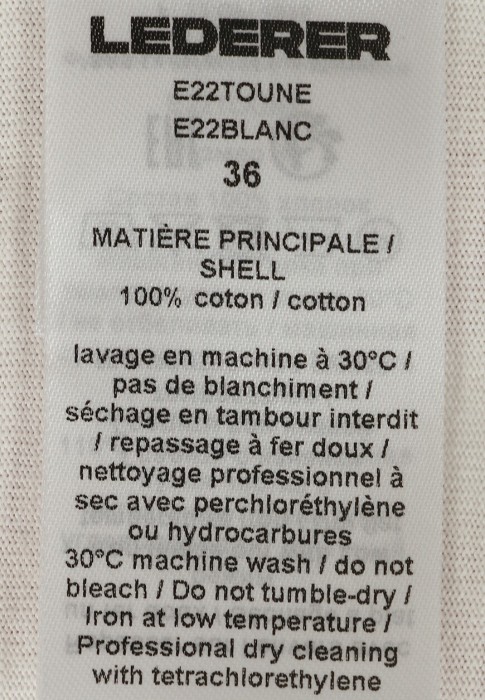 LEDERER
E22TOUNE
E22BLANC
36
MATIÈRE PRINCIPALE /
SHELL
100% coton / cotton
lavage en machine à 30°C /
pas de blanchiment /
séchage en tambour interdit
/ repassage à fer doux /
nettoyage professionnel à
sec avec perchloréthylène
ou hydrocarbures
30°C machine wash / do not
bleach / Do not tumble-dry /
Iron at low temperature /
Professional dry cleaning
with tetrachlorethylene